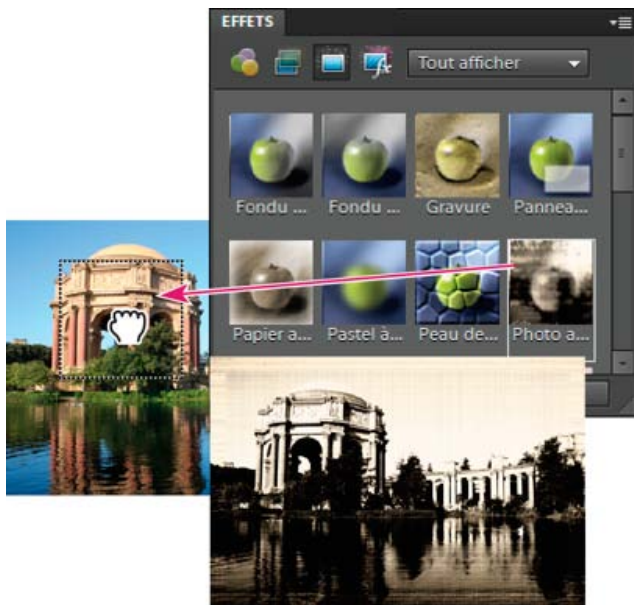 EFFETS
Tout afficher
Fondu ...
Fondu ...
Gravure
Pannea...
Papier a...
Pastel à...
Peau de...
Photo a...